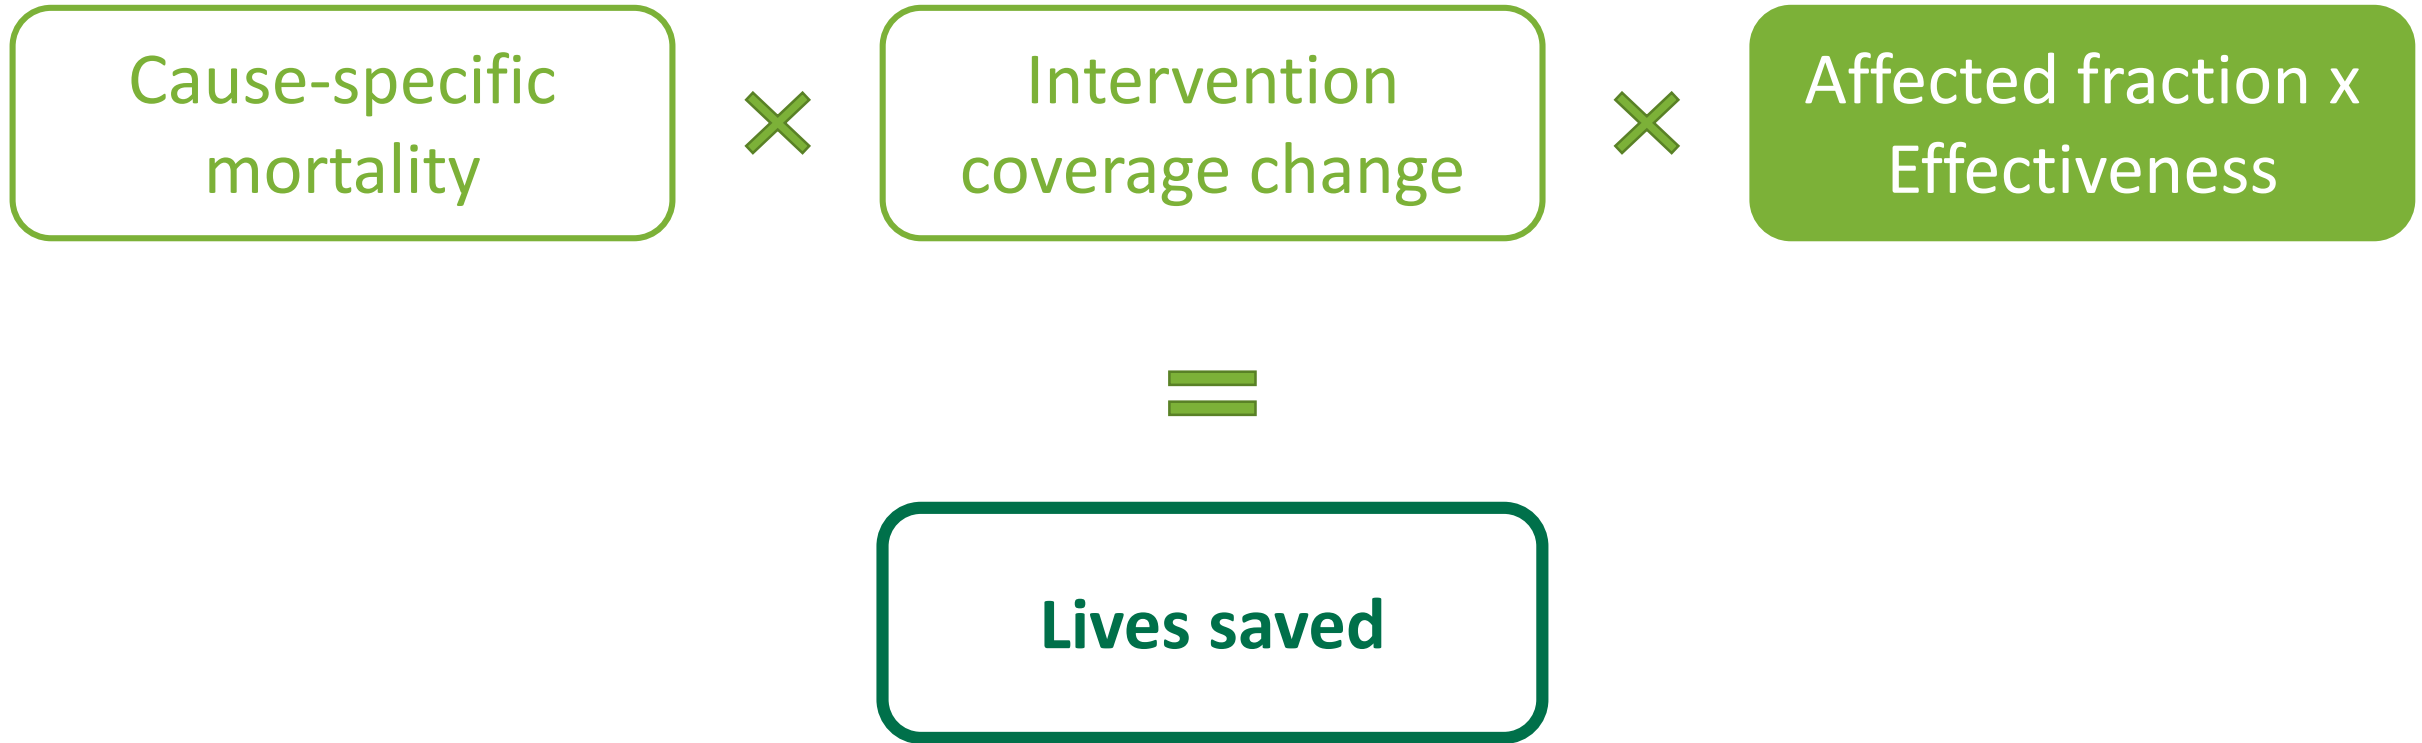 Cause-specific
mortality
Intervention
coverage change
Affected fraction x
Effectiveness
Lives saved